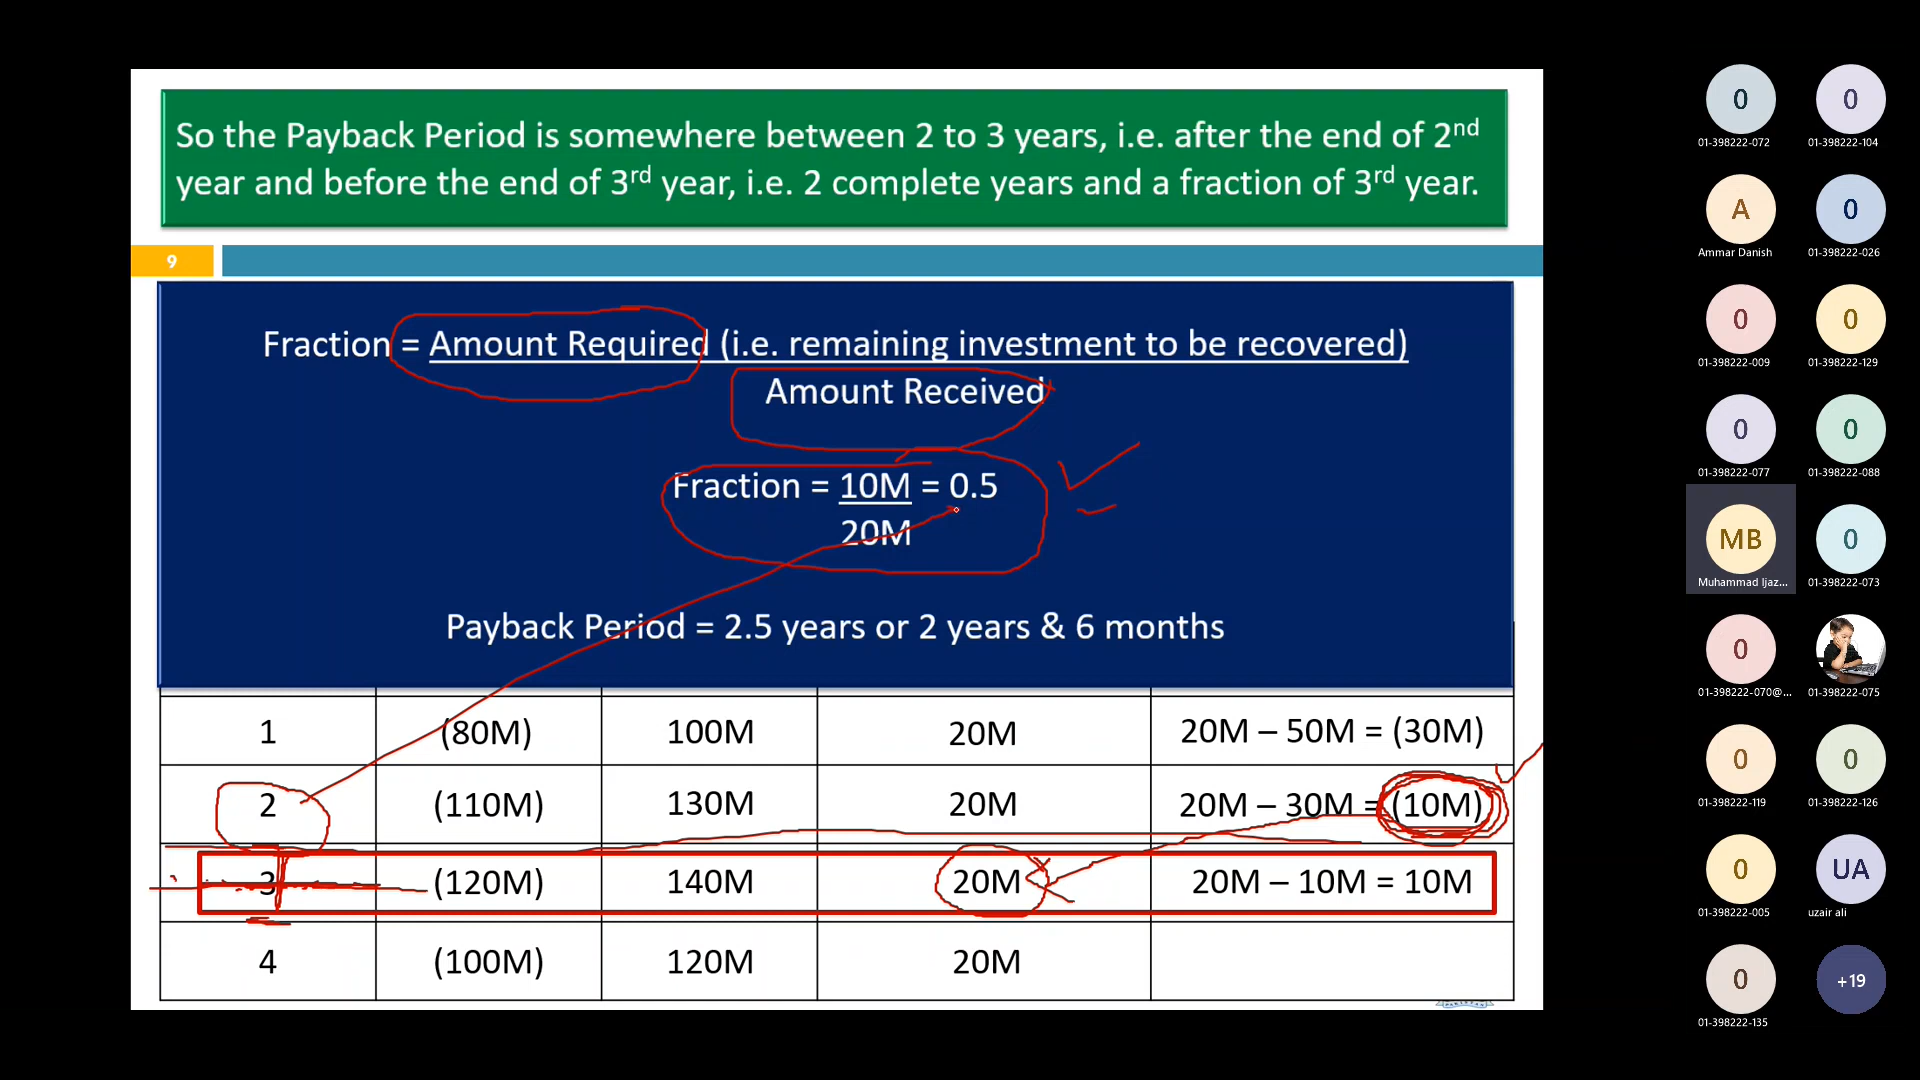 So the Payback Period is somewhere between 2 to 3 years, i.e. after the end of 2nd
year and before the end of 3rd year, i.e. 2 complete years and a fraction of 3rd year.
9
Fraction = Amount Required (i.e. remaining investment to be recovered)
Amount Received
Fraction = 10M = 0.5
20M
Payback Period = 2.5 years or 2 years & 6 months
1 (80M) 100M 20M 20M – 50M = (30M)
2 (110M) 130M 20M 20M – 30M = (10M)
3 (120M) 140M 20M 20M – 10M = 10M
4 (100M) 120M 20M
0 0
01-398222-072 01-398222-104
A 0
Ammar Danish 01-398222-026
0 0
01-398222-009 01-398222-129
0 0
01-398222-077 01-398222-088
MB 0
Muhammad Ijaz... 01-398222-073
0
01-398222-070@... 01-398222-075
0 0
01-398222-119 01-398222-126
0 UA
01-398222-005 uzair ali
0 +19
01-398222-135